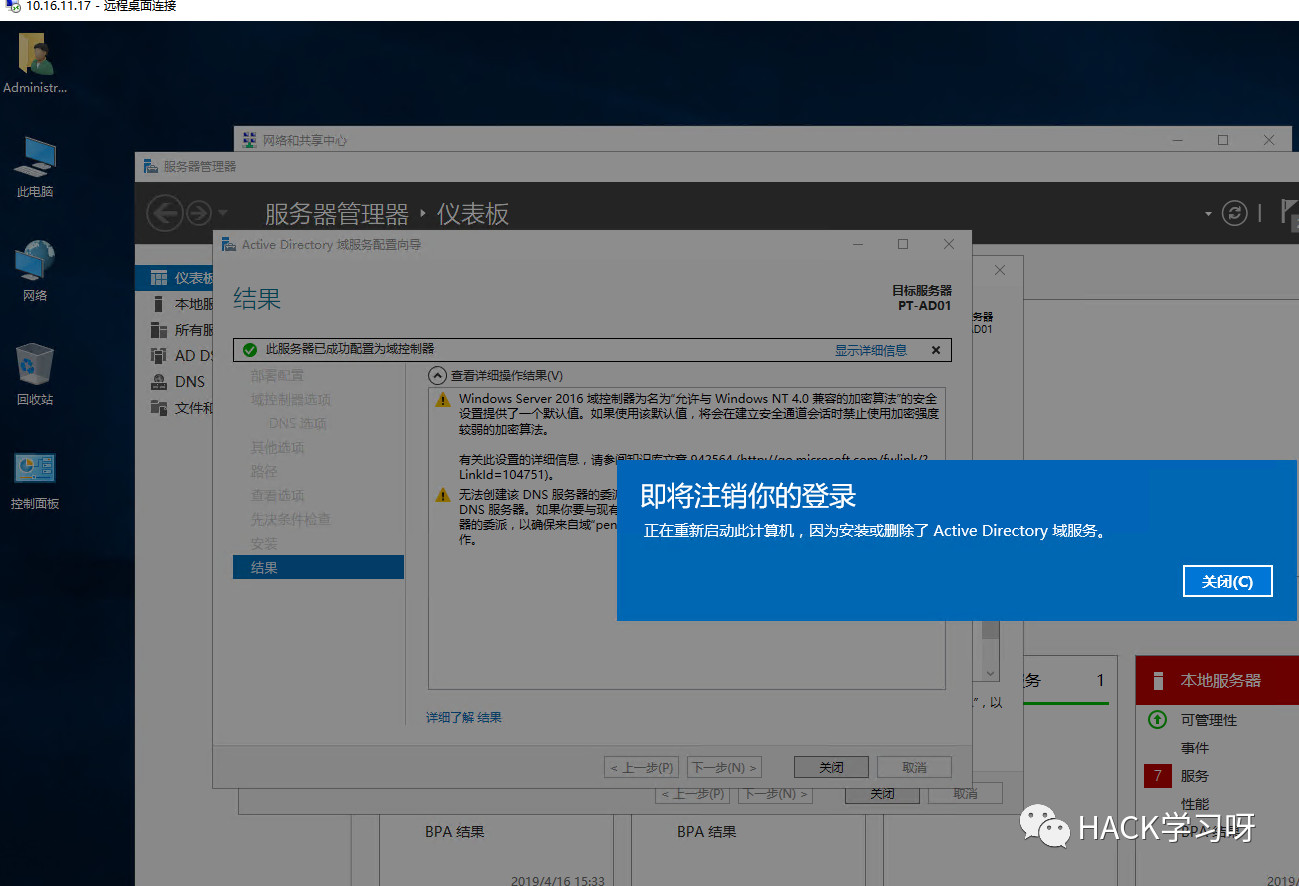 10.16.11.17 - 远程桌面连接
Administr...
此电脑
网络
回收站
控制面板
网络和共享中心
服务器管理器
服务器管理器 ‣ 仪表板
仪表板
本地服
所有服
AD DS
DNS
文件和
Active Directory 域服务配置向导
结果
目标服务器
PT-AD01
务器
AD01
此服务器已成功配置为域控制器
显示详细信息
部署配置
域控制器选项
DNS 选项
其他选项
路径
查看选项
先决条件检查
安装
结果
查看详细操作结果(V)
Windows Server 2016 域控制器为名为“允许与 Windows NT 4.0 兼容的加密算法”的安全
设置提供了一个默认值。如果使用该默认值，将会在建立安全通道会话时禁止使用加密强度
较弱的加密算法。
有关此设置的详细信息，请参阅知识库文章 942564 (http://go.microsoft.com/fwlink/?
LinkId=104751)。
无法创建该 DNS 服务器的委派
DNS 服务器。如果你要与现有
器的委派，以确保来自域“pen
作。
即将注销你的登录
正在重新启动此计算机，因为安装或删除了 Active Directory 域服务。
关闭(C)
详细了解 结果
”，以
< 上一步(P)
下一步(N) >
关闭
取消
< 上一步(P)
下一步(N) >
关闭
取消
务 1
本地服务器
可管理性
事件
7 服务
性能
BPA 结果
BPA 结果
BPA 结果
2019/4/16 15:33
2019/
HACK学习呀